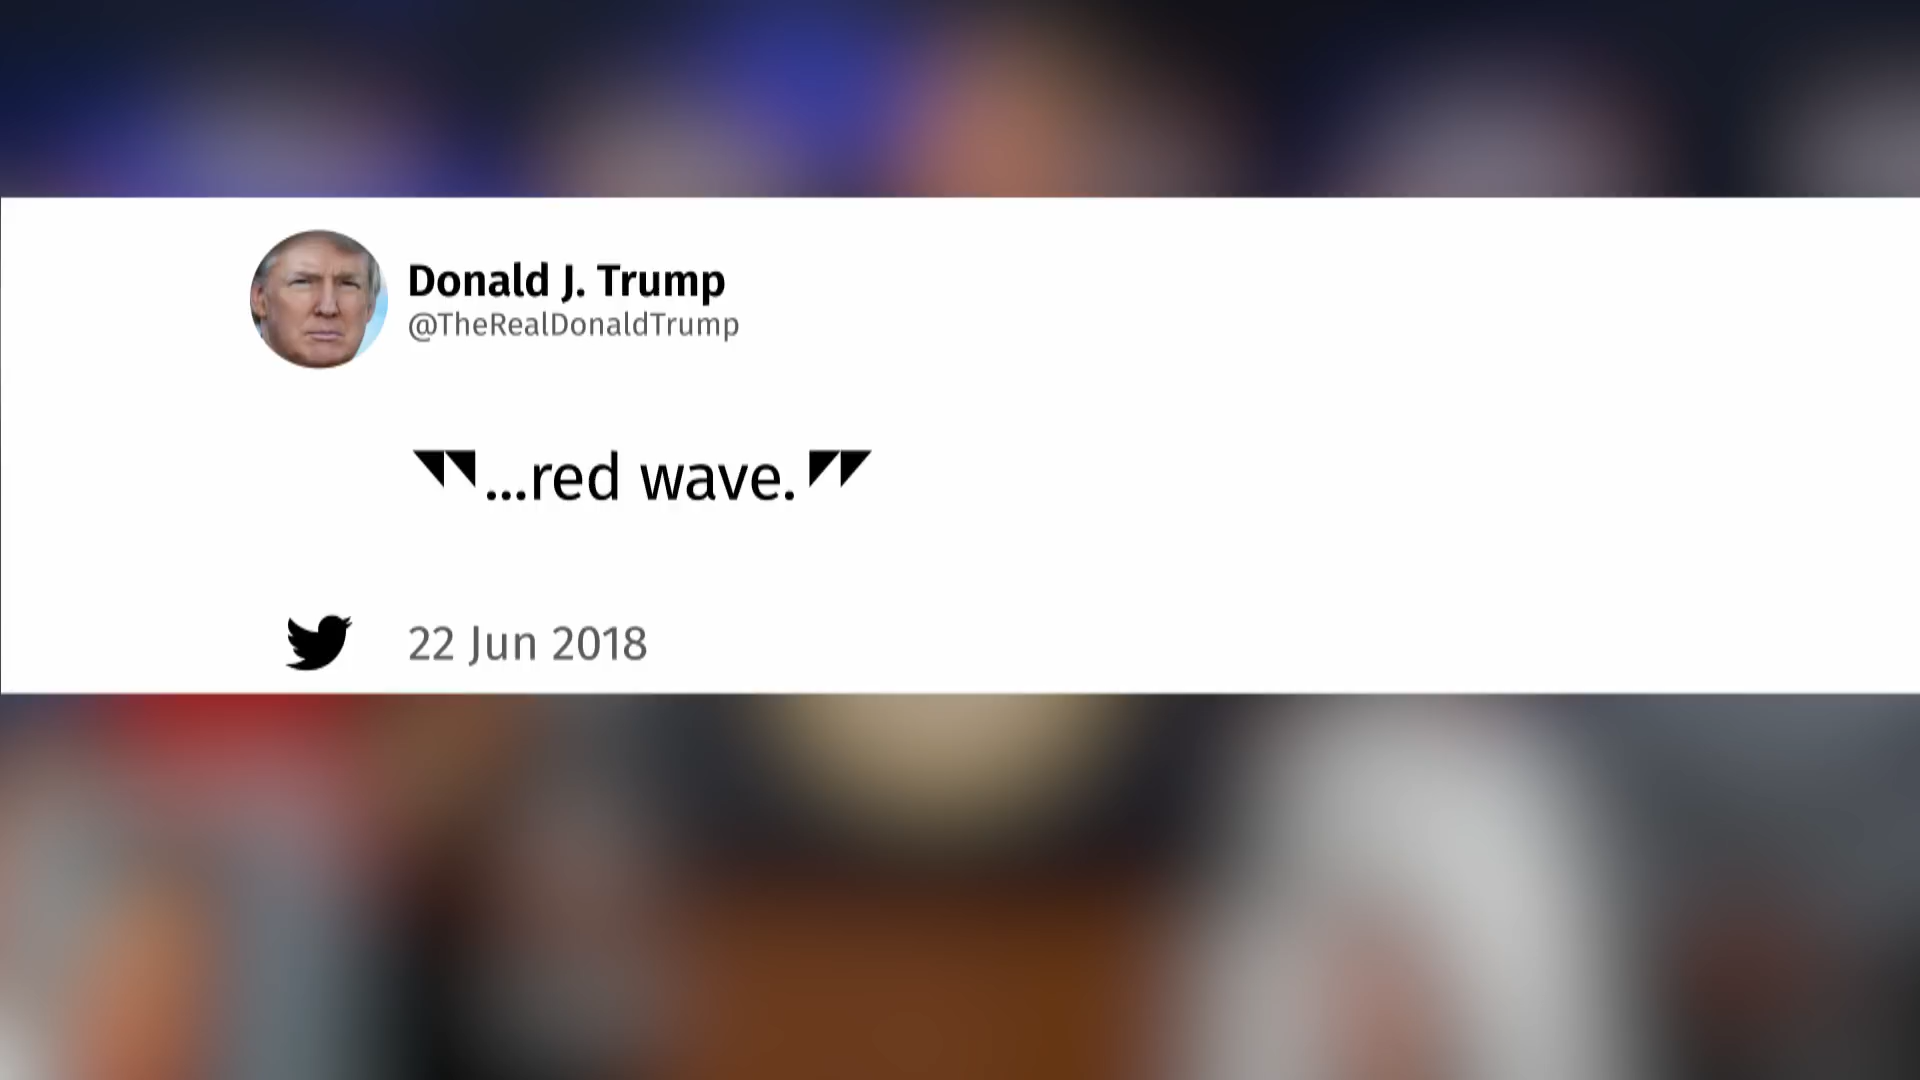 Donald J. Trump
@TheRealDonaldTrump
"...red wave."
22 Jun 2018